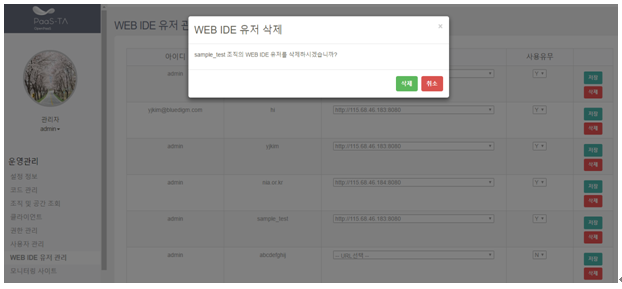 PaaS-TA
관리자
admin
운영관리
설정 정보
코드 관리
조직 및 공간 조회
클라이언트
권한 관리
사용자 관리
WEB IDE 유저 관리
모니터링 사이트
WEB IDE 유저 관
WEB IDE 유저 삭제
×
sample_test 조직의 WEB IDE 유저를 삭제하시겠습니까?
삭제 취소
아이디 사용유무
admin Y 저장
삭제
yjkim@bluedigm.com http://115.68.46.183:8080 Y 저장
삭제
admin yjkim http://115.68.46.183:8080 Y 저장
삭제
admin nia.or.kr http://115.68.46.184:8080 Y 저장
삭제
admin sample_test http://115.68.46.183:8080 Y 저장
삭제
admin abcdefghij -- URL 선택 -- N 저장
삭제